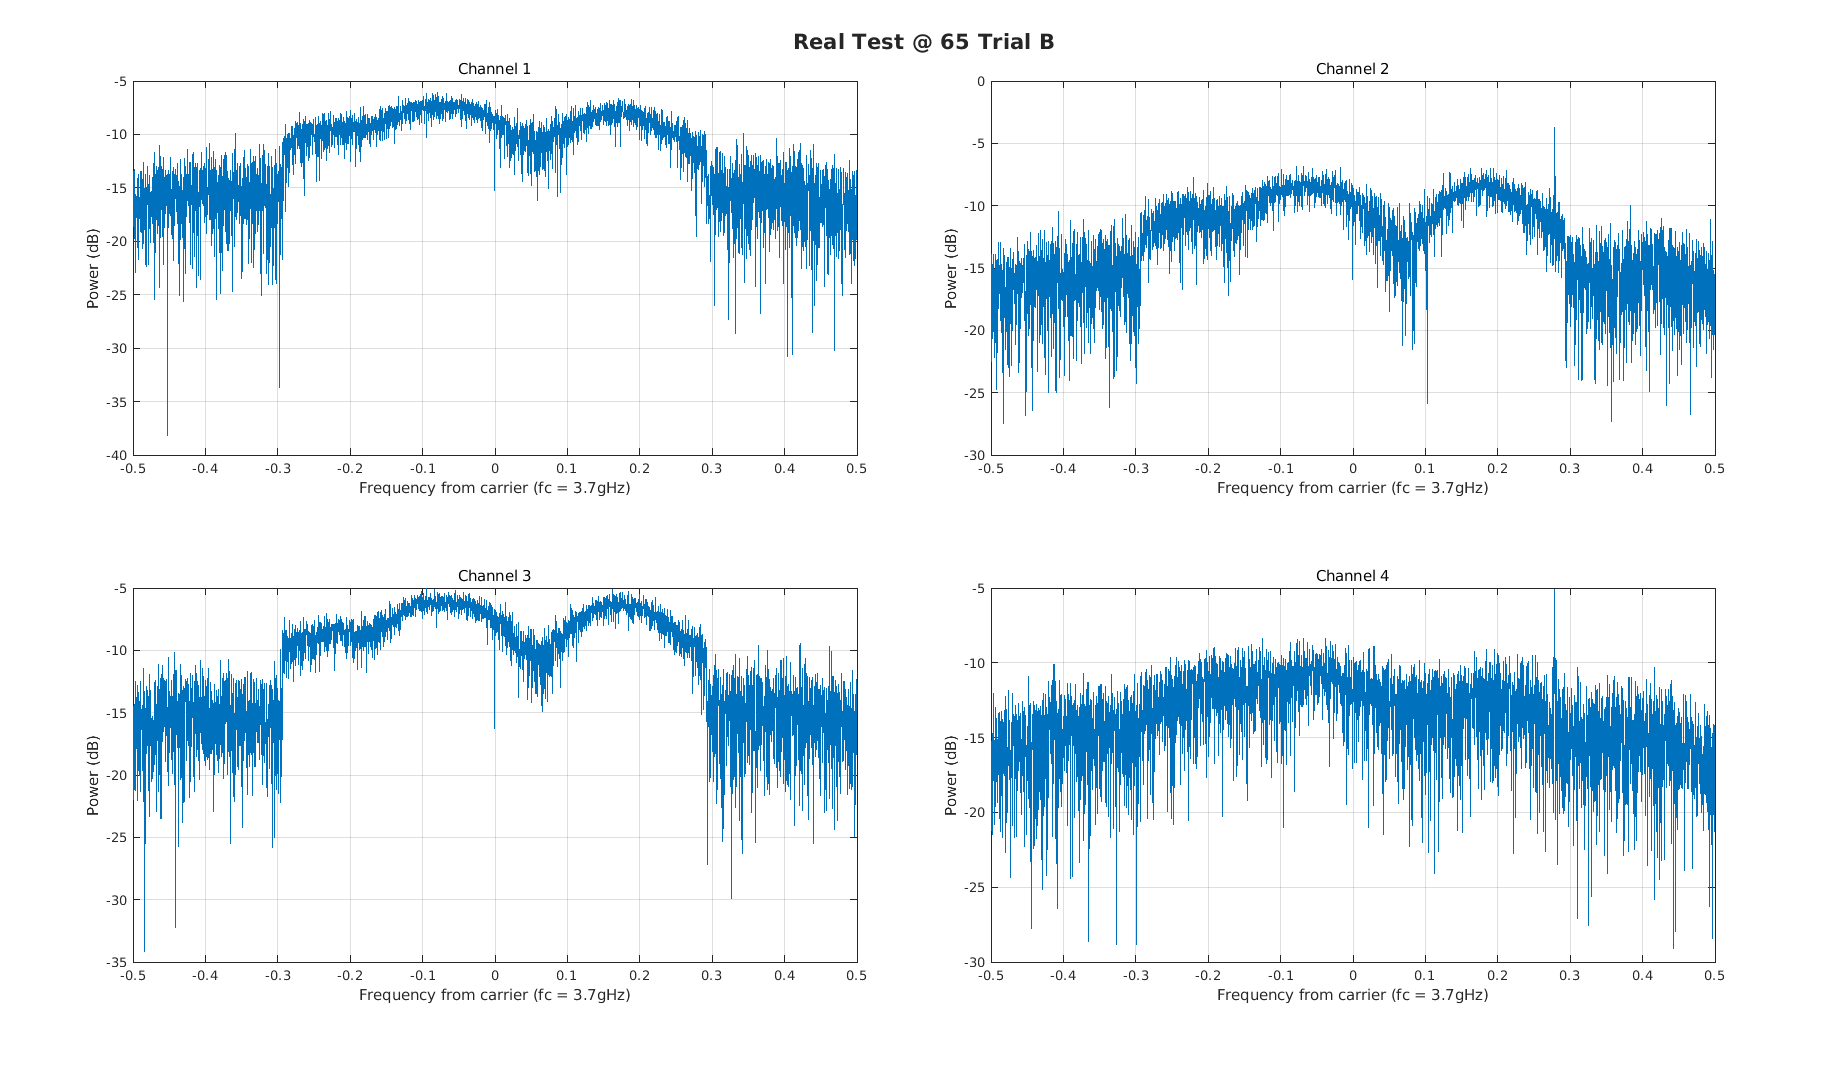 Real Test @ 65 Trial B
Channel 1
-5
-10
-15
-20
-25
-30
-35
-40
Power (dB)
-0.5 -0.4 -0.3 -0.2 -0.1 0 0.1 0.2 0.3 0.4 0.5
Frequency from carrier (fc = 3.7gHz)
Channel 2
0
-5
-10
-15
-20
-25
-30
Power (dB)
-0.5 -0.4 -0.3 -0.2 -0.1 0 0.1 0.2 0.3 0.4 0.5
Frequency from carrier (fc = 3.7gHz)
Channel 3
-5
-10
-15
-20
-25
-30
-35
Power (dB)
-0.5 -0.4 -0.3 -0.2 -0.1 0 0.1 0.2 0.3 0.4 0.5
Frequency from carrier (fc = 3.7gHz)
Channel 4
-5
-10
-15
-20
-25
-30
Power (dB)
-0.5 -0.4 -0.3 -0.2 -0.1 0 0.1 0.2 0.3 0.4 0.5
Frequency from carrier (fc = 3.7gHz)